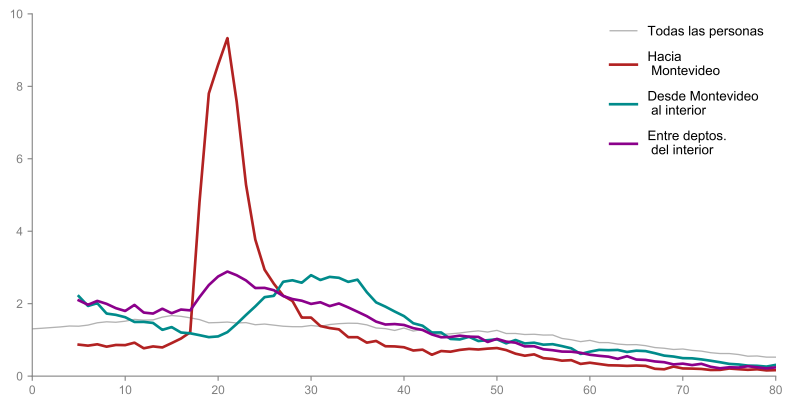 10
8
6
4
2
0
0 10 20 30 40 50 60 70 80
Todas las personas
Hacia
Montevideo
Desde Montevideo
al interior
Entre deptos.
del interior